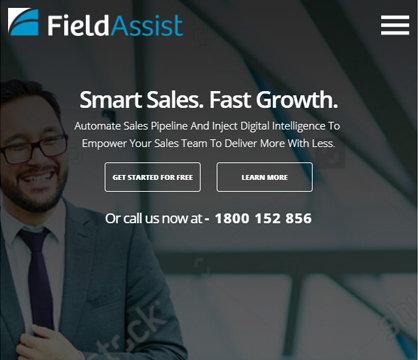 FieldAssist
Smart Sales. Fast Growth.
Automate Sales Pipeline And Inject Digital Intelligence To
Empower Your Sales Team To Deliver More With Less.
GET STARTED FOR FREE LEARN MORE
Or call us now at - 1800 152 856